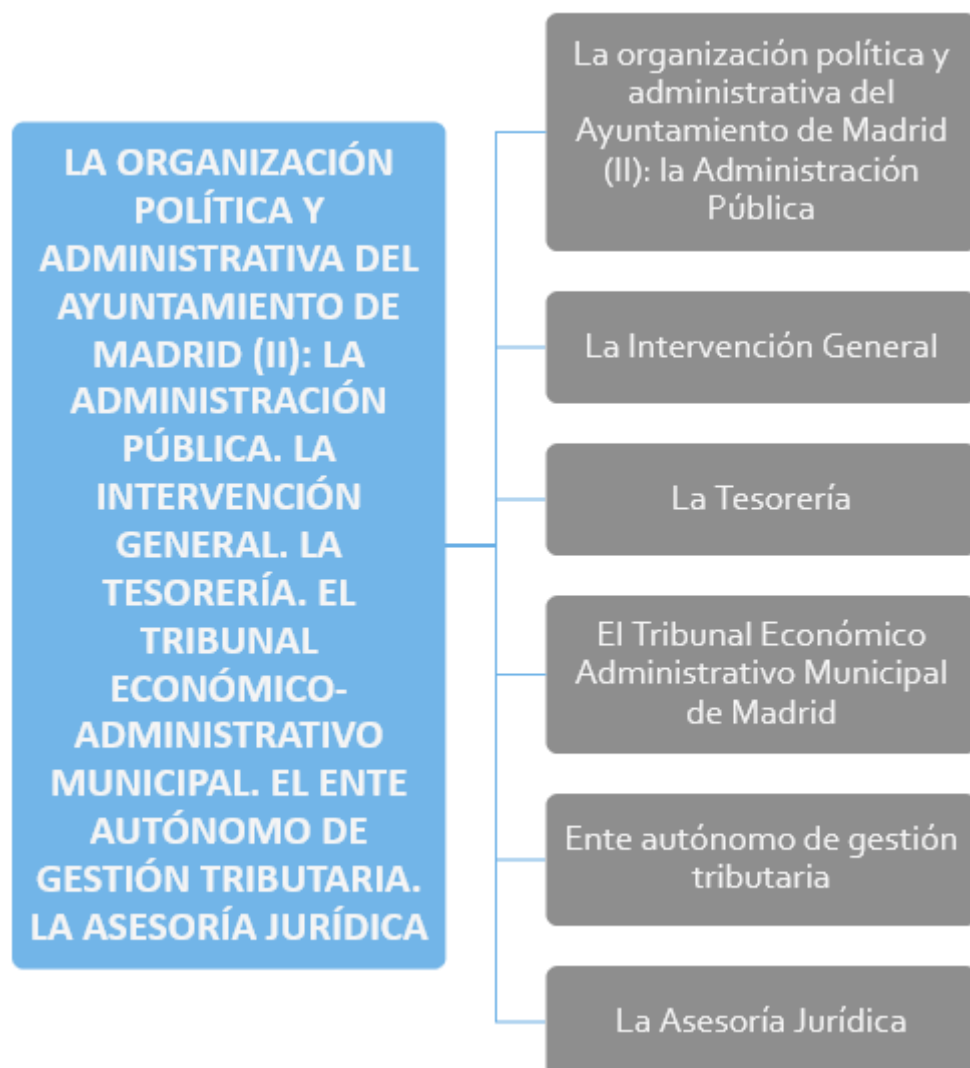 LA ORGANIZACIÓN
POLÍTICA Y
ADMINISTRATIVA DEL
AYUNTAMIENTO DE
MADRID (II): LA
ADMINISTRACIÓN
PÚBLICA. LA
INTERVENCIÓN
GENERAL. LA
TESORERÍA. EL
TRIBUNAL
ECONÓMICO-
ADMINISTRATIVO
MUNICIPAL. EL ENTE
AUTÓNOMO DE
GESTIÓN TRIBUTARIA.
LA ASESORÍA JURÍDICA
La organización política y
administrativa del
Ayuntamiento de Madrid
(II): la Administración
Pública
La Intervención General
La Tesorería
El Tribunal Económico
Administrativo Municipal
de Madrid
Ente autónomo de gestión
tributaria
La Asesoría Jurídica